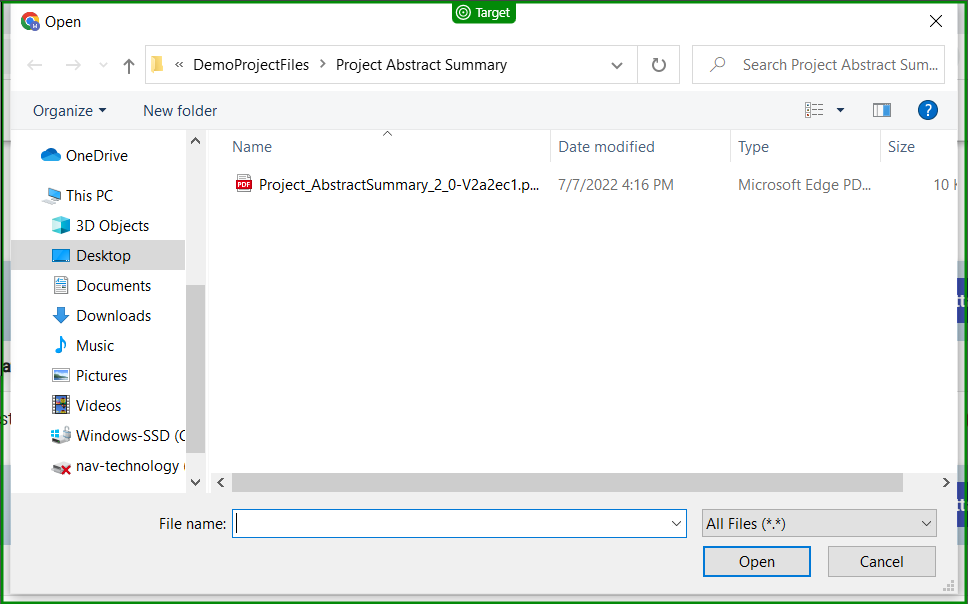 Open
Target
« DemoProjectFiles > Project Abstract Summary
Search Project Abstract Sum...
Organize
New folder
?
OneDrive
This PC
3D Objects
Desktop
Documents
Downloads
Music
Pictures
Videos
Windows-SSD (C
nav-technology (
Name
Date modified
Type
Size
PDF
Project_AbstractSummary_2_0-V2a2ec1.p...
7/7/2022 4:16 PM
Microsoft Edge PD...
10 K
File name:
All Files (*.*)
Open
Cancel